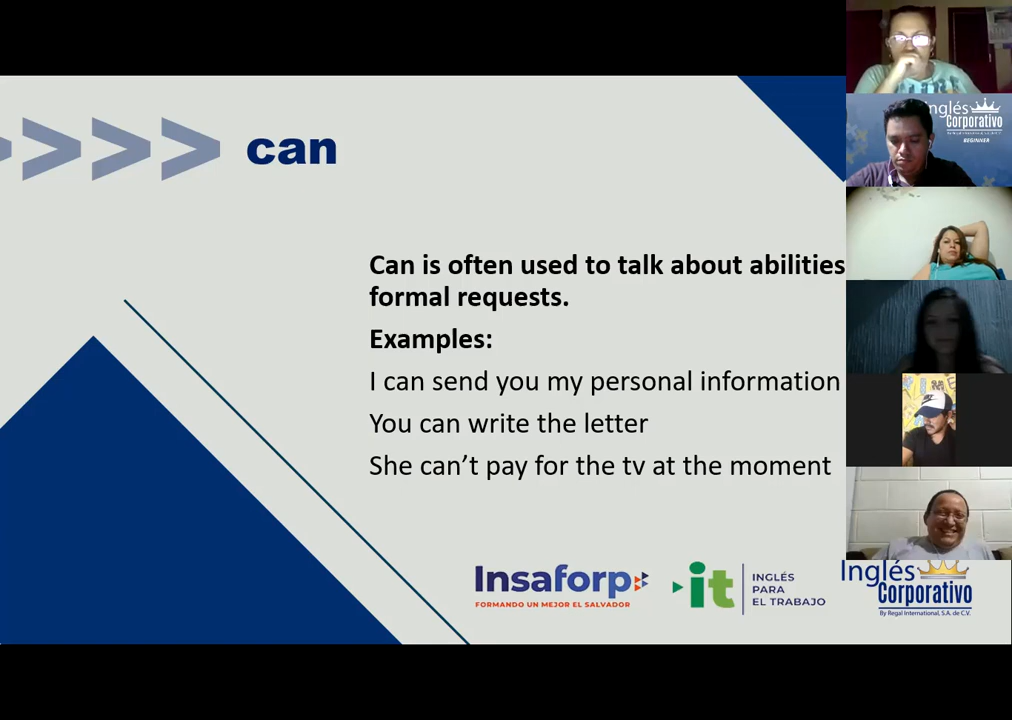 can
Can is often used to talk about abilities
formal requests.
Examples:
I can send you my personal information
You can write the letter
She can't pay for the tv at the moment
Insaforp
FORMANDO UN MEJOR EL SALVADOR
it
INGLÉS
PARA
EL TRABAJO
Inglés
Corporativo
By Regal International, S.A. de C.V.
Inglés
Corporativo
BEGINNER